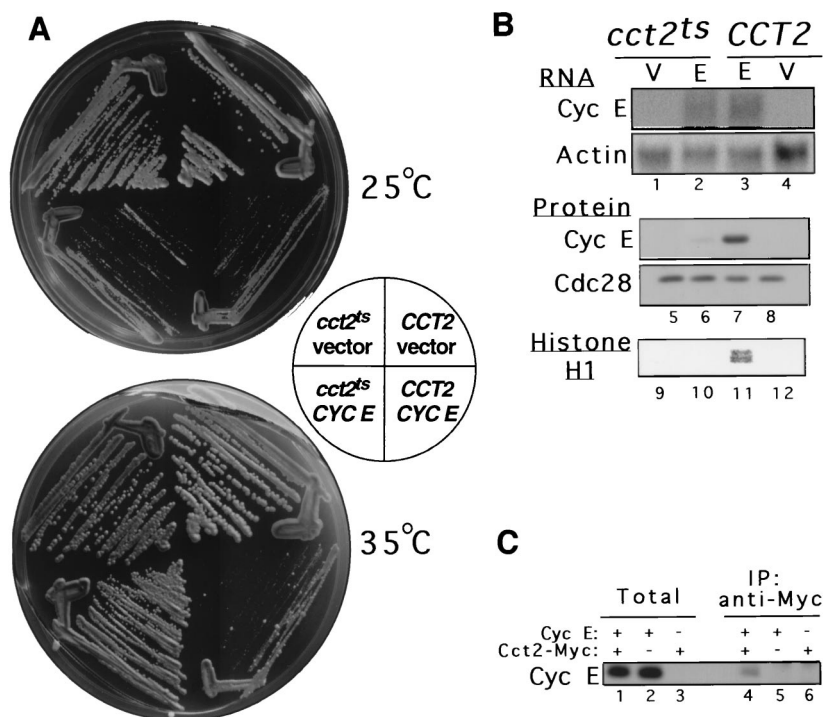 A
25°C
cct2ts
vector
CCT2
vector
cct2ts
CYC E
CCT2
CYC E
35°C
B
cct2ts CCT2
RNA V E E V
Cyc E
Actin
1 2 3 4
Protein
Cyc E
Cdc28
5 6 7 8
Histone
H1
9 10 11 12
C
Total
IP:
anti-Myc
Cyc E: + + - + + -
Cct2-Myc: + - + + - +
Cyc E
1 2 3 4 5 6